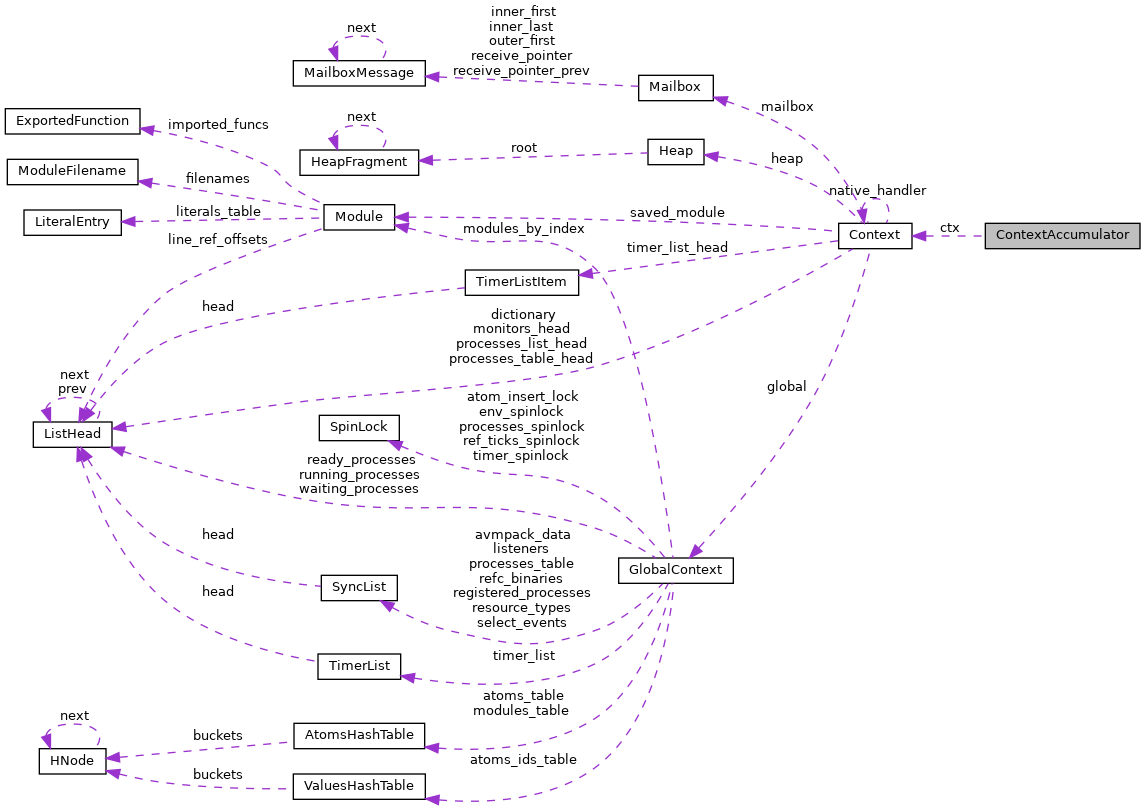 inner_first
inner_last
outer_first
receive_pointer
receive_pointer_prev
next
MailboxMessage
Mailbox
mailbox
ExportedFunction
imported_funcs
next
HeapFragment
root
Heap
heap
ModuleFilename
filenames
native_handler
LiteralEntry
literals_table
Module
saved_module
Context
ctx
ContextAccumulator
line_ref_offsets
modules_by_index
timer_list_head
TimerListItem
head
dictionary
monitors_head
processes_list_head
processes_table_head
next
prev
ListHead
global
atom_insert_lock
env_spinlock
processes_spinlock
ref_ticks_spinlock
timer_spinlock
SpinLock
ready_processes
running_processes
waiting_processes
head
avmpack_data
listeners
processes_table
refc_binaries
registered_processes
resource_types
select_events
GlobalContext
SyncList
head
timer_list
TimerList
atoms_table
modules_table
next
HNode
buckets
AtomsHashTable
atoms_ids_table
buckets
ValuesHashTable